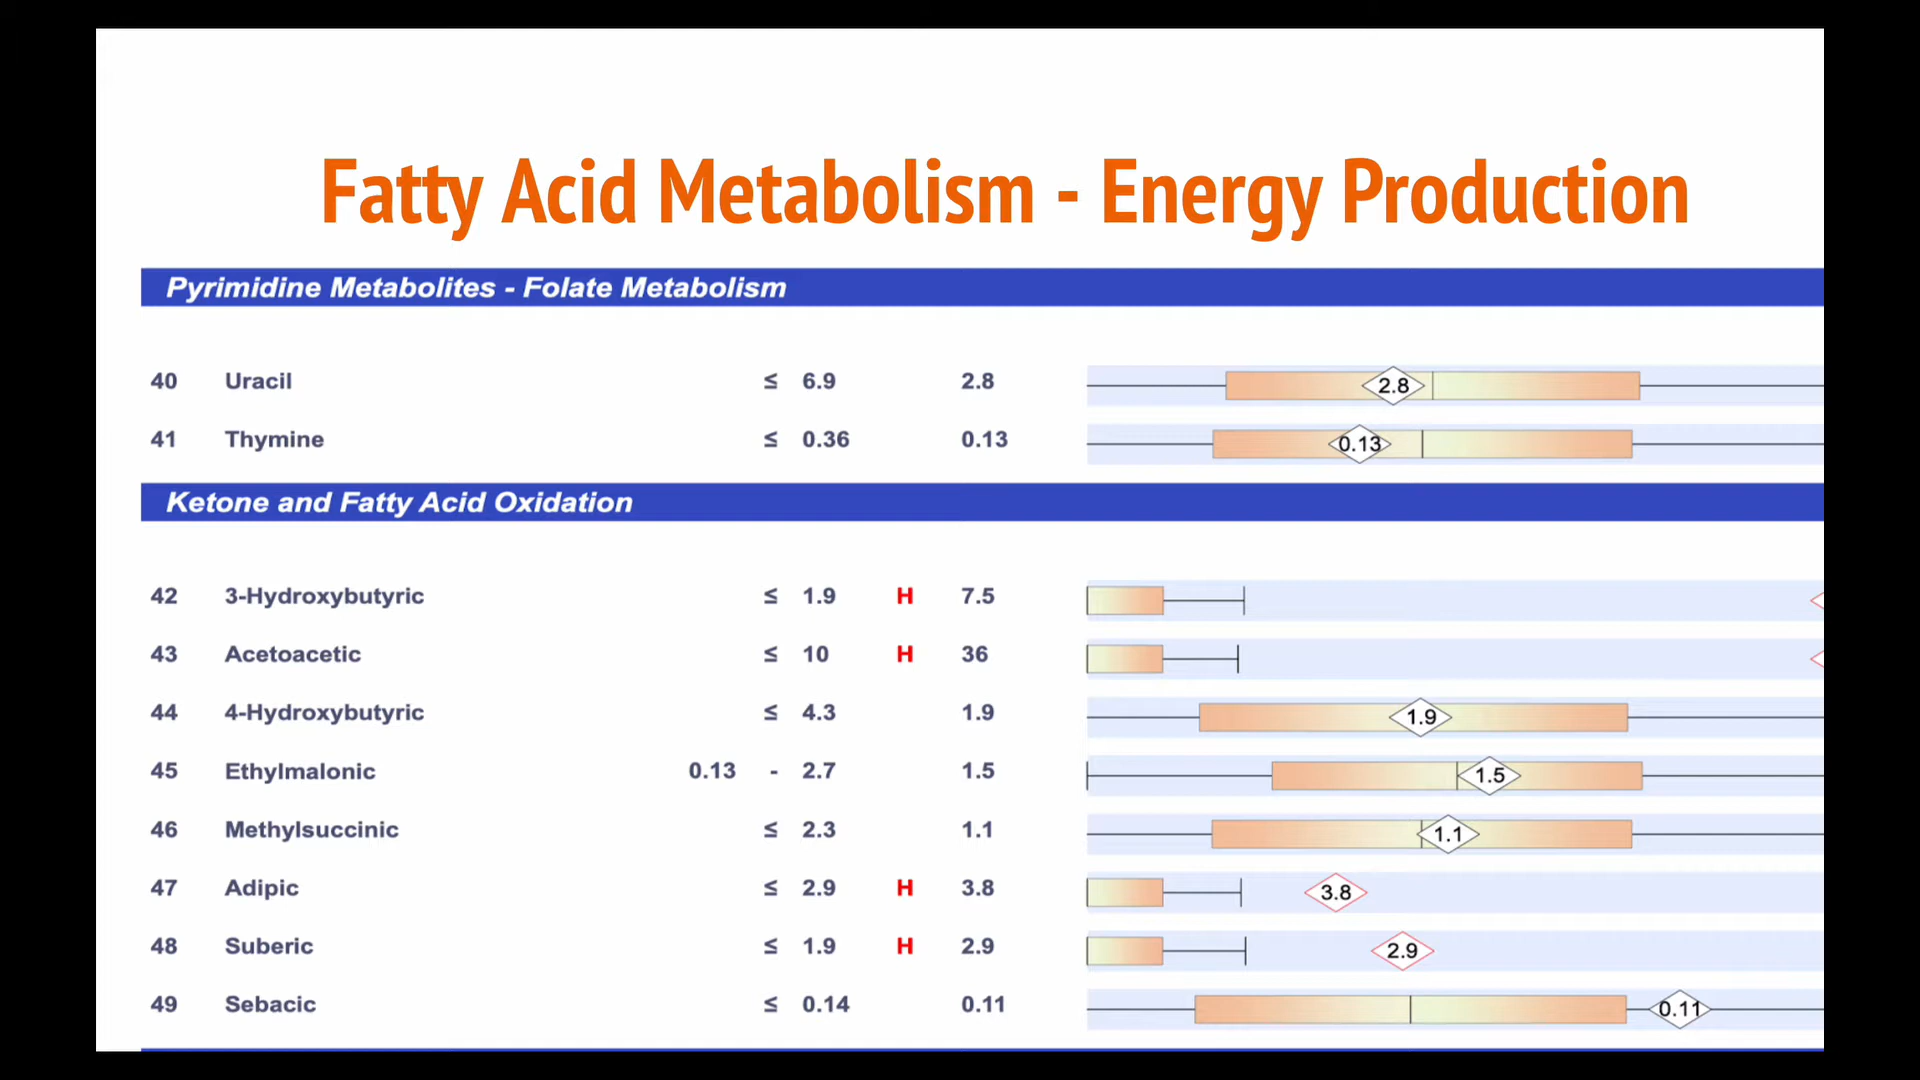 Fatty Acid Metabolism - Energy Production
Pyrimidine Metabolites - Folate Metabolism
40 Uracil ≤ 6.9 2.8 2.8
41 Thymine ≤ 0.36 0.13 0.13
Ketone and Fatty Acid Oxidation
42 3-Hydroxybutyric ≤ 1.9 H 7.5
43 Acetoacetic ≤ 10 H 36
44 4-Hydroxybutyric ≤ 4.3 1.9 1.9
45 Ethylmalonic 0.13 - 2.7 1.5 1.5
46 Methylsuccinic ≤ 2.3 1.1 1.1
47 Adipic ≤ 2.9 H 3.8 3.8
48 Suberic ≤ 1.9 H 2.9 2.9
49 Sebacic ≤ 0.14 0.11 0.11